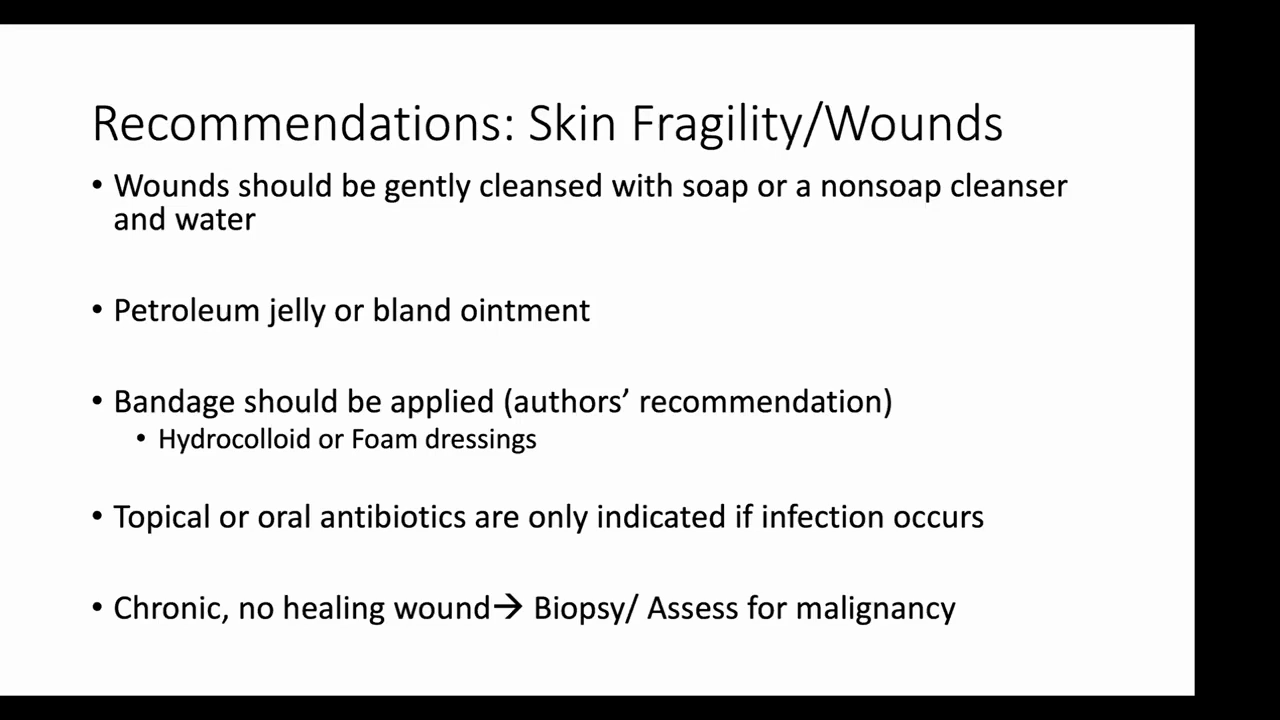 Recommendations: Skin Fragility/Wounds
• Wounds should be gently cleansed with soap or a nonsoap cleanser
and water
• Petroleum jelly or bland ointment
• Bandage should be applied (authors’ recommendation)
• Hydrocolloid or Foam dressings
• Topical or oral antibiotics are only indicated if infection occurs
• Chronic, no healing wound→ Biopsy/ Assess for malignancy